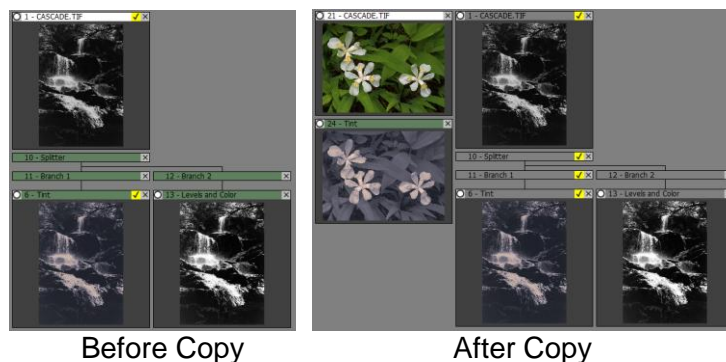 1 - CASCADE.TIF
10 - Splitter
11 - Branch 1
12 - Branch 2
6 - Tint
13 - Levels and Color
Before Copy
21 - CASCADE.TIF
1 - CASCADE.TIF
24 - Tint
10 - Splitter
11 - Branch 1
12 - Branch 2
6 - Tint
13 - Levels and Color
After Copy